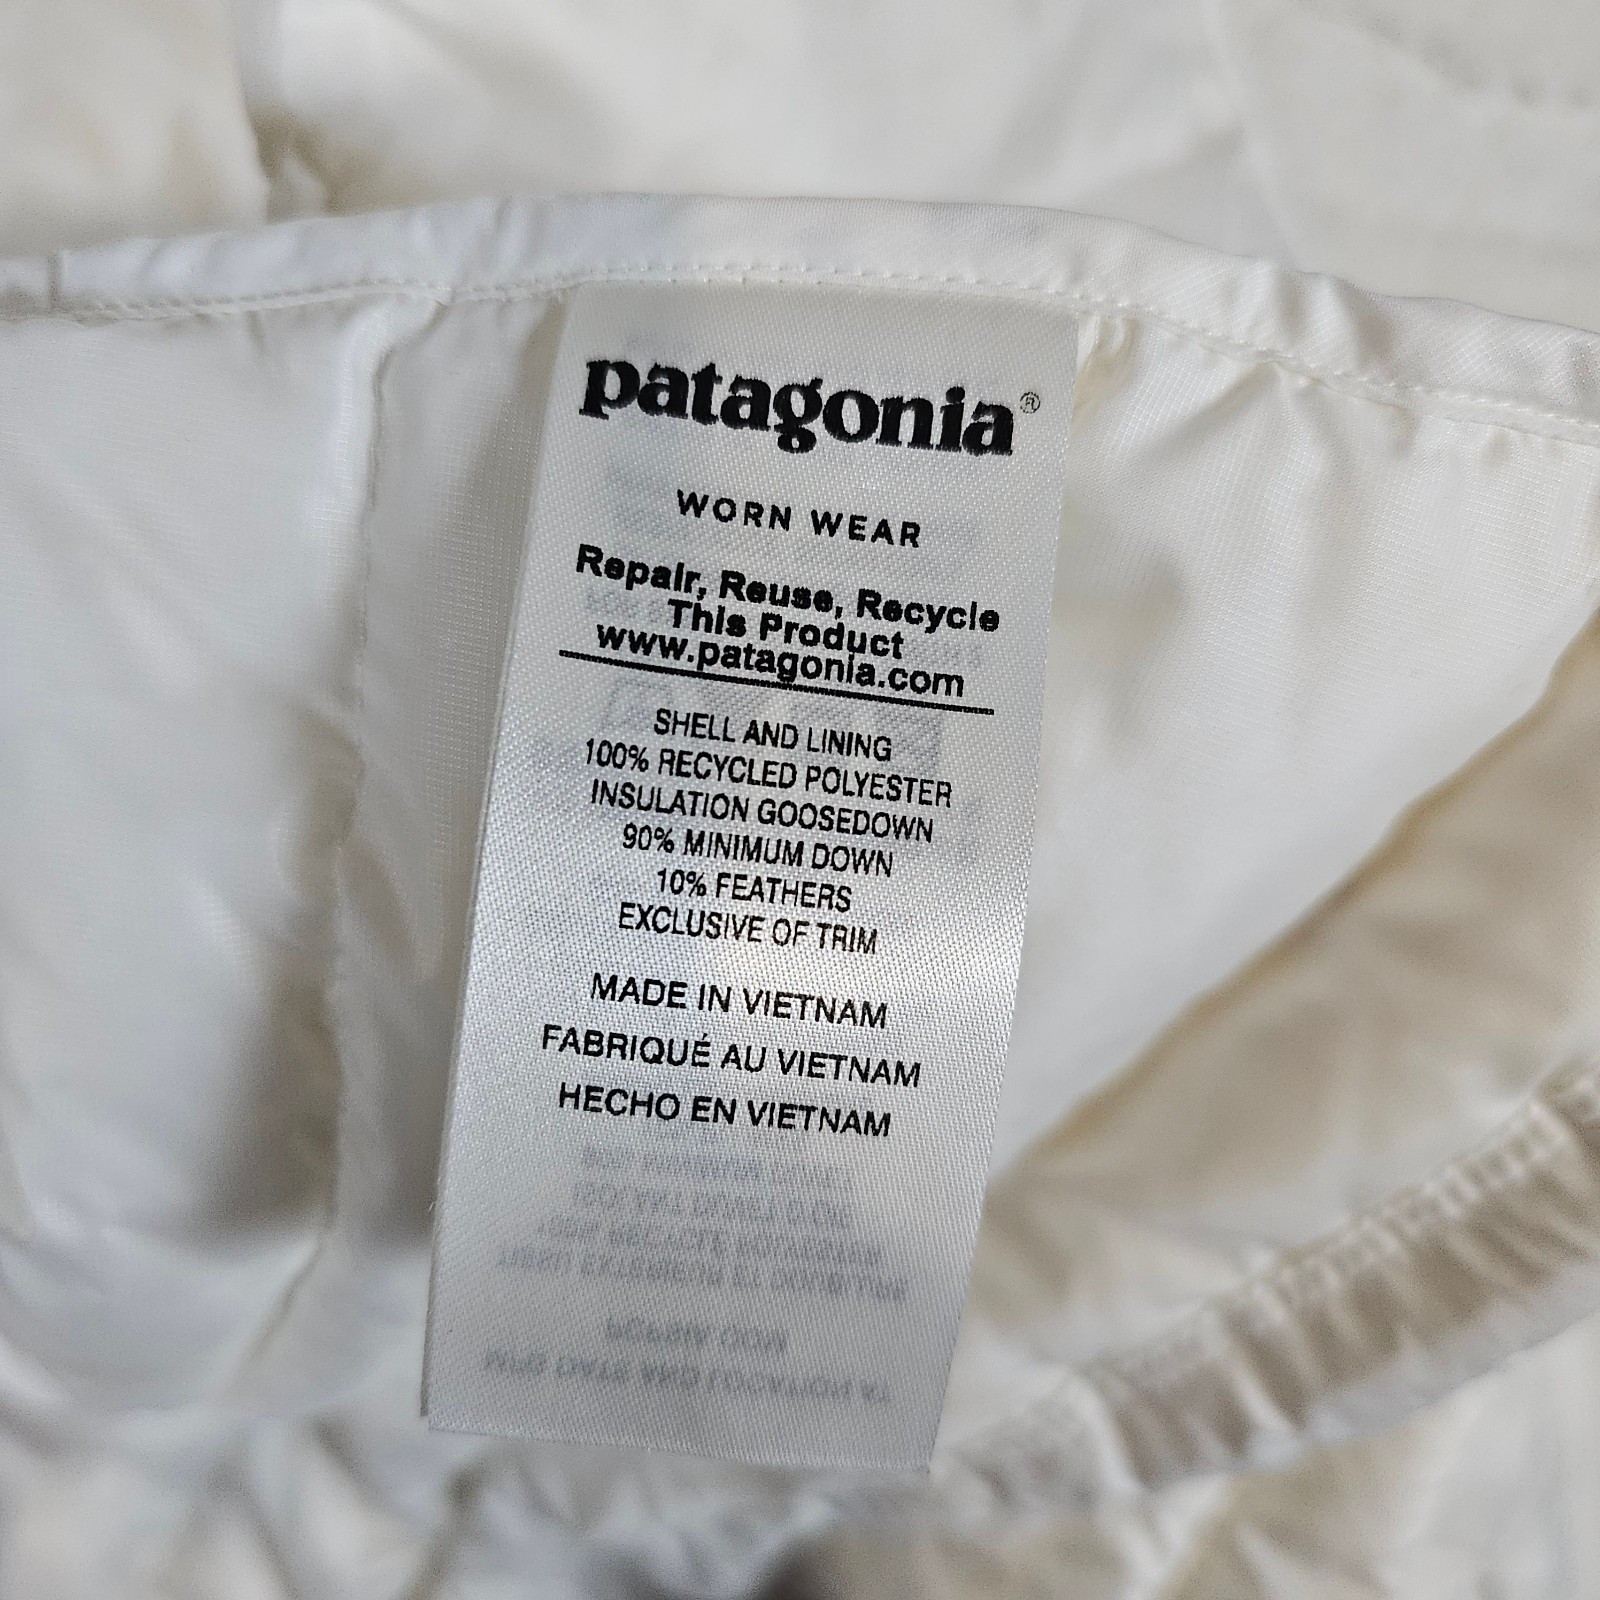 patagonia®
WORN WEAR
Repair, Reuse, Recycle
This Product
www.patagonia.com
SHELL AND LINING
100% RECYCLED POLYESTER
INSULATION GOOSEDOWN
90% MINIMUM DOWN
10% FEATHERS
EXCLUSIVE OF TRIM
MADE IN VIETNAM
FABRIQUÉ AU VIETNAM
HECHO EN VIETNAM